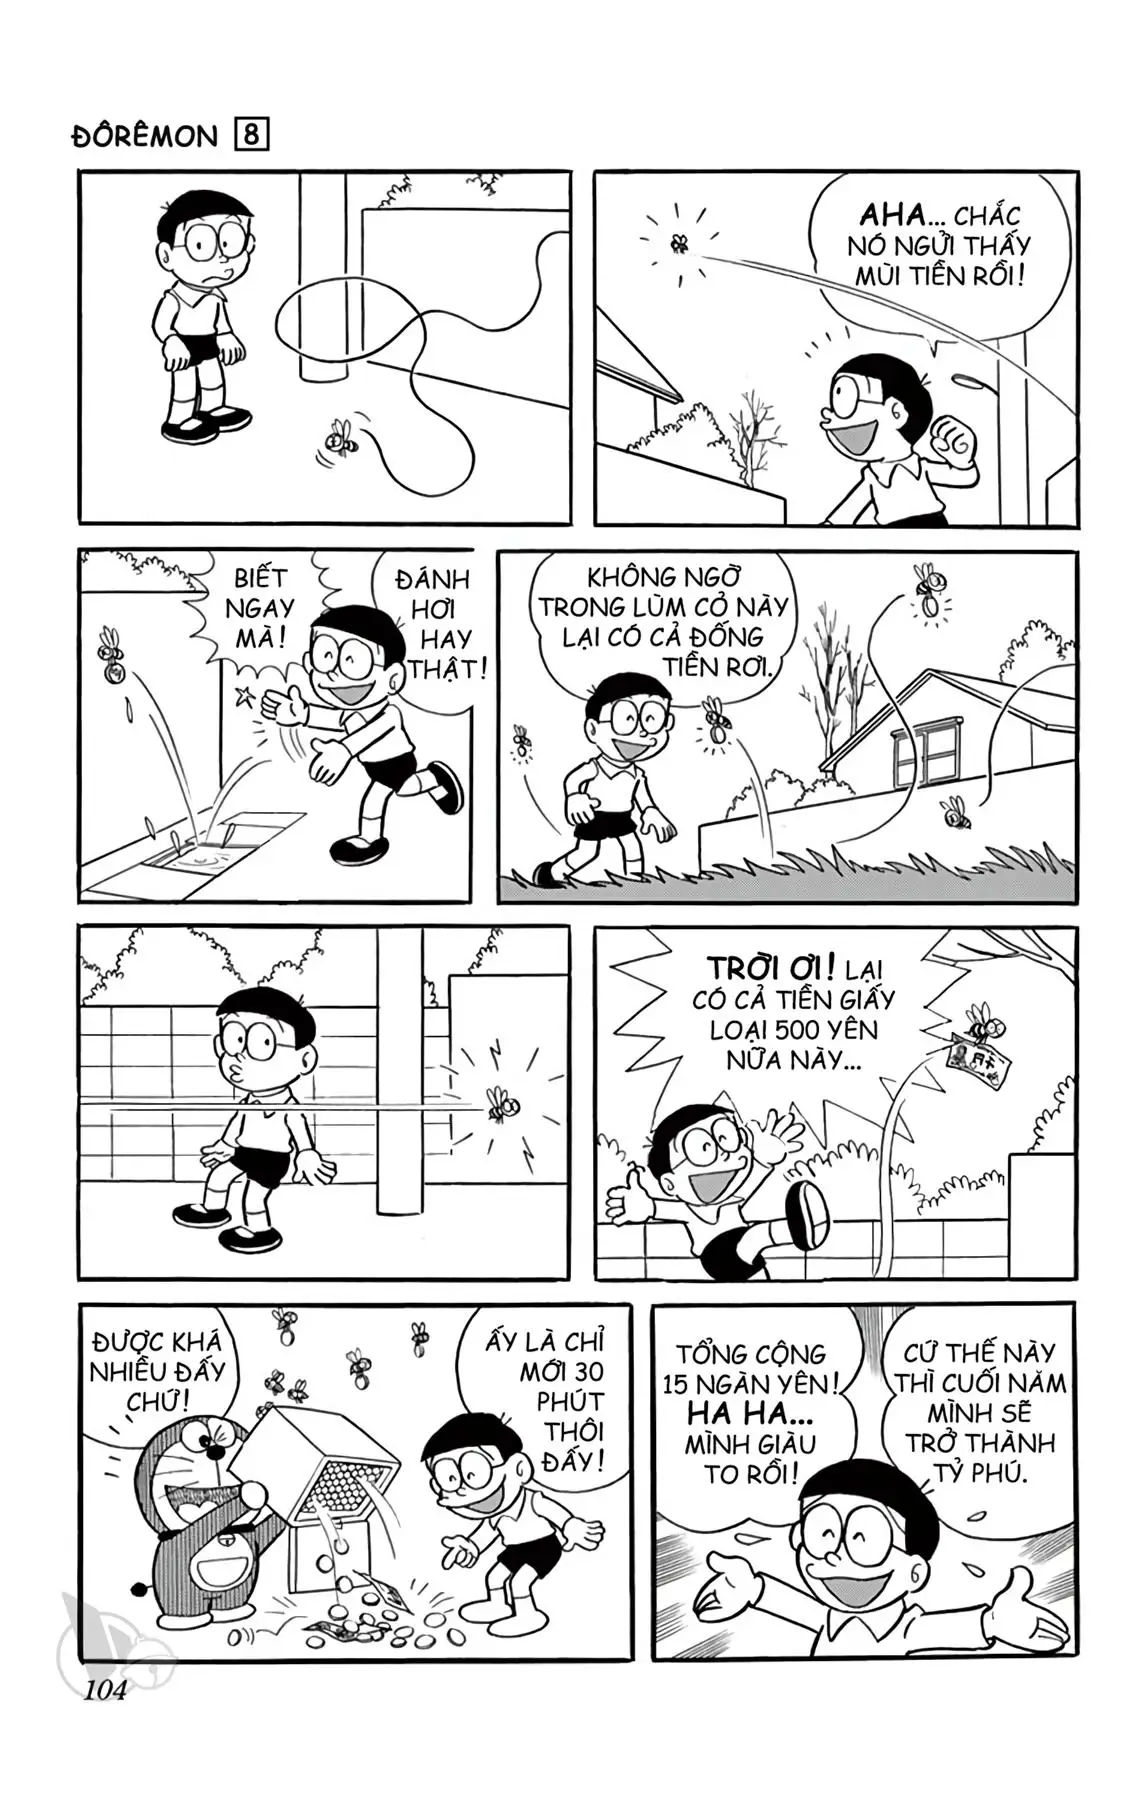 ĐÔRÊMON 8
AHA... CHẮC
NÓ NGỬI THẤY
MÙI TIỀN RỒI!
BIẾT
NGAY
MÀ!
ĐÁNH
HƠI
HAY
THẬT!
KHÔNG NGỠ
TRONG LÙM CỎ NÀY
LẠI CÓ CẢ ĐỐNG
TIỀN RƠI.
TRỜI ƠI! LẠI
CÓ CẢ TIỀN GIẤY
LOẠI 500 YÊN
NỮA NÀY...
ĐƯỢC KHÁ
NHIỀU ĐẤY
CHỨ!
ẤY LÀ CHỈ
MỚI 30
PHÚT
THÔI
ĐẤY!
TỔNG CỘNG
15 NGÀN YÊN!
HA HA...
MÌNH GIÀU
TO RỒI!
CỨ THẾ NÀY
THÌ CUỐI NĂM
MÌNH SẼ
TRỞ THÀNH
TỶ PHÚ.
104